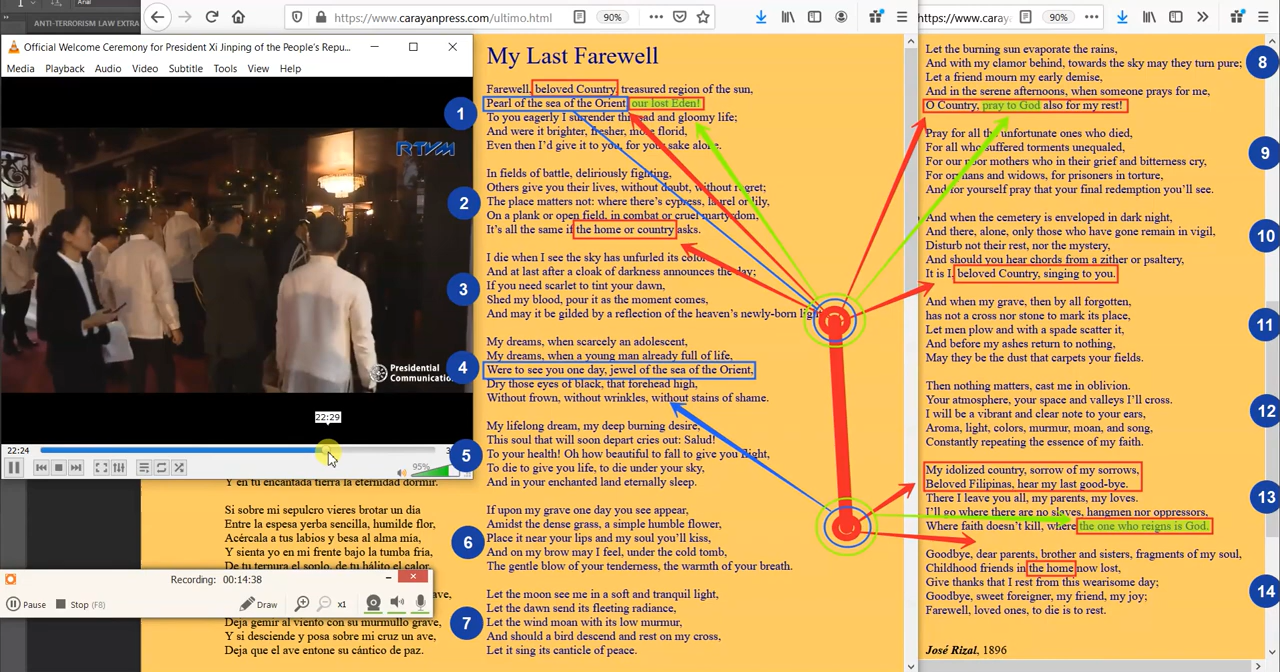 Arial
ANTI-TERRORISM LAW EXTRA
https://www.carayanpress.com/ultimo.html
90%
https://www.caraya
90%
Official Welcome Ceremony for President Xi Jinping of the People's Repu...
Media Playback Audio Video Subtitle Tools View Help
RTVM
Presidential
Communica
22:29
22:24
95%
Y en tu encantada tierra la eternidad dormir.
Si sobre mi sepulcro vieres brotar un día
Entre la espesa yerba sencilla, humilde flor,
Acércala a tus labios y besa al alma mía,
Y sienta yo en mi frente bajo la tumba fría,
De tu ternura el soplo, de tu hálito el calor.
Recording: 00:14:38
Pause Stop (F8) Draw x1
Deja gemir al viento con su murmullo grave,
Y si desciende y posa sobre mi cruz un ave,
Deja que el ave entone su cántico de paz.
My Last Farewell
1
Farewell, beloved Country, treasured region of the sun,
Pearl of the sea of the Orient, our lost Eden!
To you eagerly I surrender this sad and gloomy life;
And were it brighter, fresher, more florid,
Even then I'd give it to you, for your sake alone.
2
In fields of battle, deliriously fighting,
Others give you their lives, without doubt, without regret;
The place matters not: where there's cypress, laurel or lily,
On a plank or open field, in combat or cruel martyrdom,
It's all the same if the home or country asks.
3
I die when I see the sky has unfurled its colors
And at last after a cloak of darkness announces the day;
If you need scarlet to tint your dawn,
Shed my blood, pour it as the moment comes,
And may it be gilded by a reflection of the heaven's newly-born light.
4
My dreams, when scarcely an adolescent,
My dreams, when a young man already full of life,
Were to see you one day, jewel of the sea of the Orient,
Dry those eyes of black, that forehead high,
Without frown, without wrinkles, without stains of shame.
5
My lifelong dream, my deep burning desire,
This soul that will soon depart cries out: Salud!
To your health! Oh how beautiful to fall to give you flight,
To die to give you life, to die under your sky,
And in your enchanted land eternally sleep.
6
If upon my grave one day you see appear,
Amidst the dense grass, a simple humble flower,
Place it near your lips and my soul you'll kiss,
And on my brow may I feel, under the cold tomb,
The gentle blow of your tenderness, the warmth of your breath.
7
Let the moon see me in a soft and tranquil light,
Let the dawn send its fleeting radiance,
Let the wind moan with its low murmur,
And should a bird descend and rest on my cross,
Let it sing its canticle of peace.
8
Let the burning sun evaporate the rains,
And with my clamor behind, towards the sky may they turn pure;
Let a friend mourn my early demise,
And in the serene afternoons, when someone prays for me,
O Country, pray to God also for my rest!
9
Pray for all the unfortunate ones who died,
For all who suffered torments unequaled,
For our poor mothers who in their grief and bitterness cry,
For orphans and widows, for prisoners in torture,
And for yourself pray that your final redemption you'll see.
10
And when the cemetery is enveloped in dark night,
And there, alone, only those who have gone remain in vigil,
Disturb not their rest, nor the mystery,
And should you hear chords from a zither or psaltery,
It is I, beloved Country, singing to you.
11
And when my grave, then by all forgotten,
has not a cross nor stone to mark its place,
Let men plow and with a spade scatter it,
And before my ashes return to nothing,
May they be the dust that carpets your fields.
12
Then nothing matters, cast me in oblivion.
Your atmosphere, your space and valleys I'll cross.
I will be a vibrant and clear note to your ears,
Aroma, light, colors, murmur, moan, and song,
Constantly repeating the essence of my faith.
13
My idolized country, sorrow of my sorrows,
Beloved Filipinas, hear my last good-bye.
There I leave you all, my parents, my loves.
I'll go where there are no slaves, hangmen nor oppressors,
Where faith doesn't kill, where the one who reigns is God.
14
Goodbye, dear parents, brother and sisters, fragments of my soul,
Childhood friends in the home now lost,
Give thanks that I rest from this wearisome day;
Goodbye, sweet foreigner, my friend, my joy;
Farewell, loved ones, to die is to rest.
José Rizal, 1896